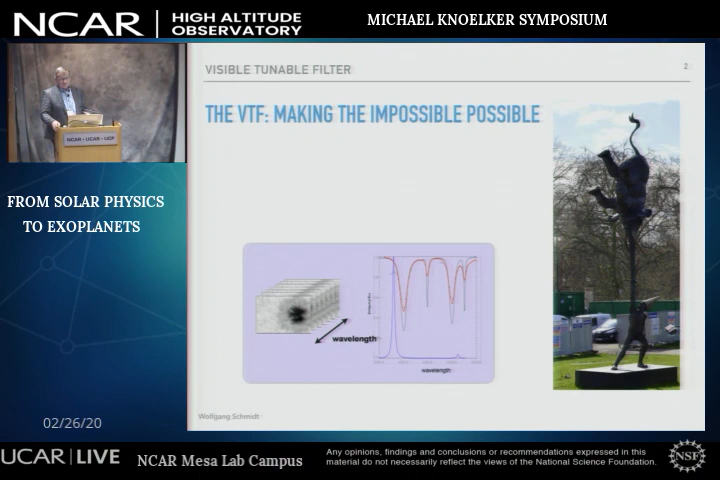 NCAR
HIGH ALTITUDE
OBSERVATORY
MICHAEL KNOELKER SYMPOSIUM
VISIBLE TUNABLE FILTER
2
THE VTF: MAKING THE IMPOSSIBLE POSSIBLE
NCAR • UCAR • UCP
FROM SOLAR PHYSICS
TO EXOPLANETS
wavelength
wavelength
Wolfgang Schmidt
02/26/20
UCAR | LIVE
NCAR Mesa Lab Campus
Any opinions, findings and conclusions or recommendations expressed in this
material do not necessarily reflect the views of the National Science Foundation.
NSF